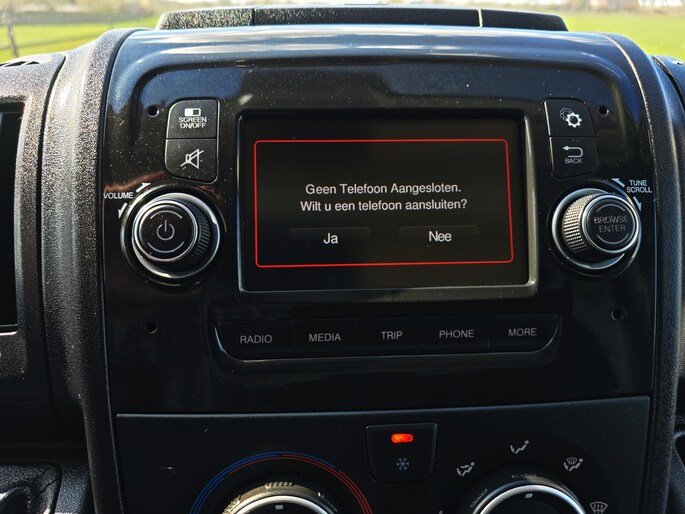 SCREEN
ON/OFF
VOLUME
Geen Telefoon Aangesloten.
Wilt u een telefoon aansluiten?
Ja
Nee
BACK
TUNE
SCROLL
BROWSE
ENTER
RADIO
MEDIA
TRIP
PHONE
MORE